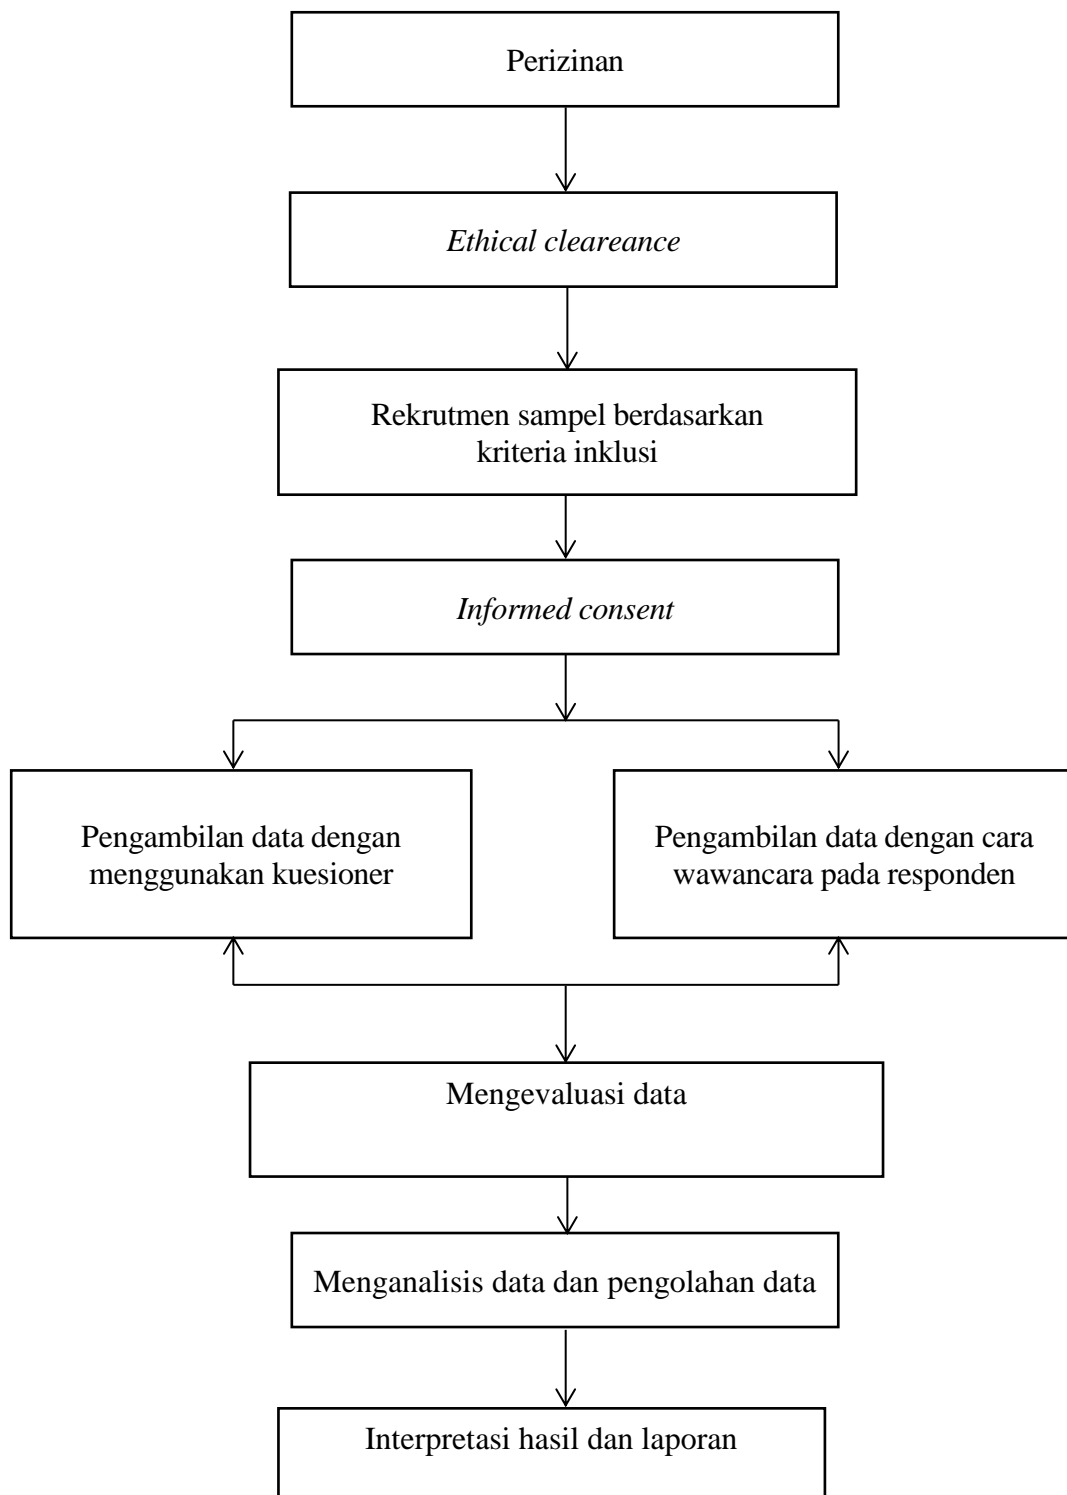 Perizinan
Ethical cleareance
Rekrutmen sampel berdasarkan
kriteria inklusi
Informed consent
Pengambilan data dengan
menggunakan kuesioner
Pengambilan data dengan cara
wawancara pada responden
Mengevaluasi data
Menganalisis data dan pengolahan data
Interpretasi hasil dan laporan